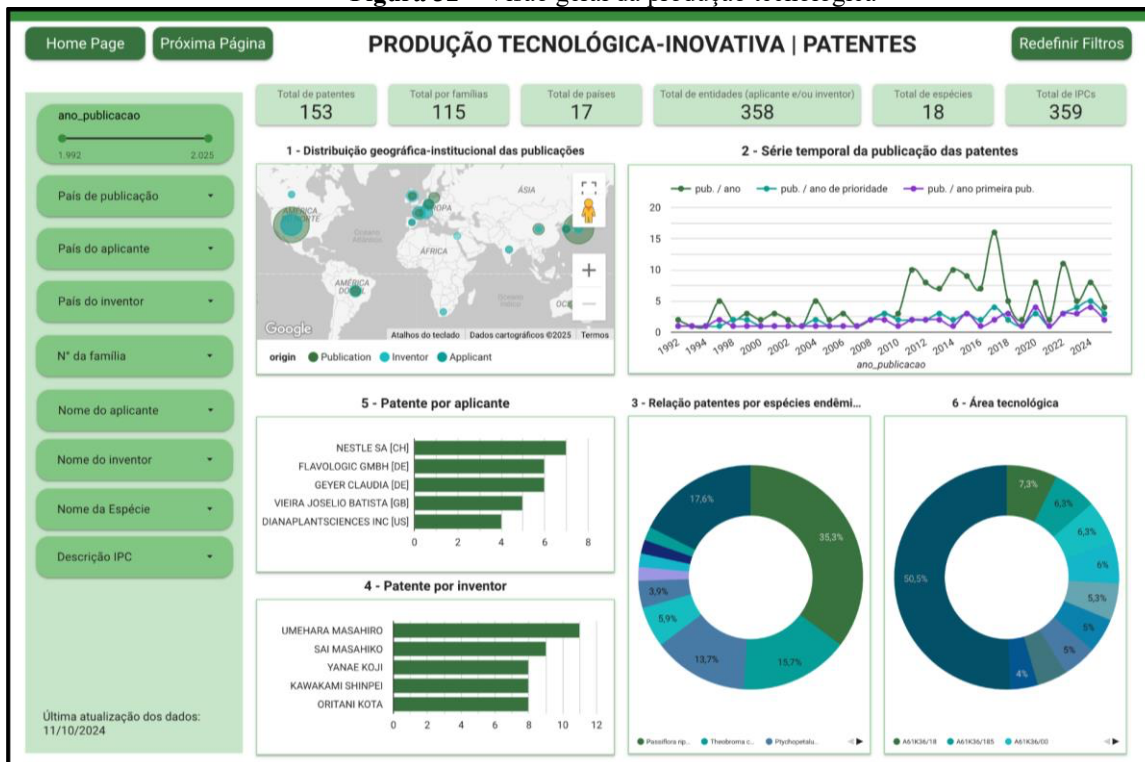 Home Page
Próxima Página
PRODUÇÃO TECNOLÓGICA-INOVATIVA | PATENTES
Redefinir Filtros
ano_publicacao
1.992 2.025
País de publicação
País do aplicante
País do inventor
N° da família
Nome do aplicante
Nome do inventor
Nome da Espécie
Descrição IPC
Última atualização dos dados:
11/10/2024
Total de patentes
153
Total por famílias
115
Total de países
17
Total de entidades (aplicante e/ou inventor)
358
Total de espécies
18
Total de IPCs
359
1 - Distribuição geográfica-institucional das publicações
ÁSIA
ÁFRICA
Oceano
Atlântico
Google
Atalhos do teclado
Dados cartográficos ©2025
Termos
origin
Publication
Inventor
Applicant
2 - Série temporal da publicação das patentes
pub. / ano
pub. / ano de prioridade
pub. / ano primeira pub.
20
15
10
5
0
1992 1994 1996 1998 2000 2002 2004 2006 2008 2010 2012 2014 2016 2018 2020 2022 2024
ano_publicacao
5 - Patente por aplicante
NESTLE SA [CH]
FLAVOLOGIC GMBH [DE]
GEYER CLAUDIA [DE]
VIEIRA JOSELIO BATISTA [GB]
DIANAPLANTSCIENCES INC [US]
0 2 4 6 8
4 - Patente por inventor
UMEHARA MASAHIRO
SAI MASAHIKO
YANAE KOJI
KAWAKAMI SHINPEI
ORITANI KOTA
0 2 4 6 8 10 12
3 - Relação patentes por espécies endêmi...
17,6%
35,3%
3,9%
5,9%
13,7%
15,7%
Passiflora np...
Theobroma c...
Ptychopetalu...
6 - Área tecnológica
7,3%
6,3%
6,3%
6%
5,3%
5%
5%
4%
50,5%
A61K36/18
A61K36/185
A61K36/00